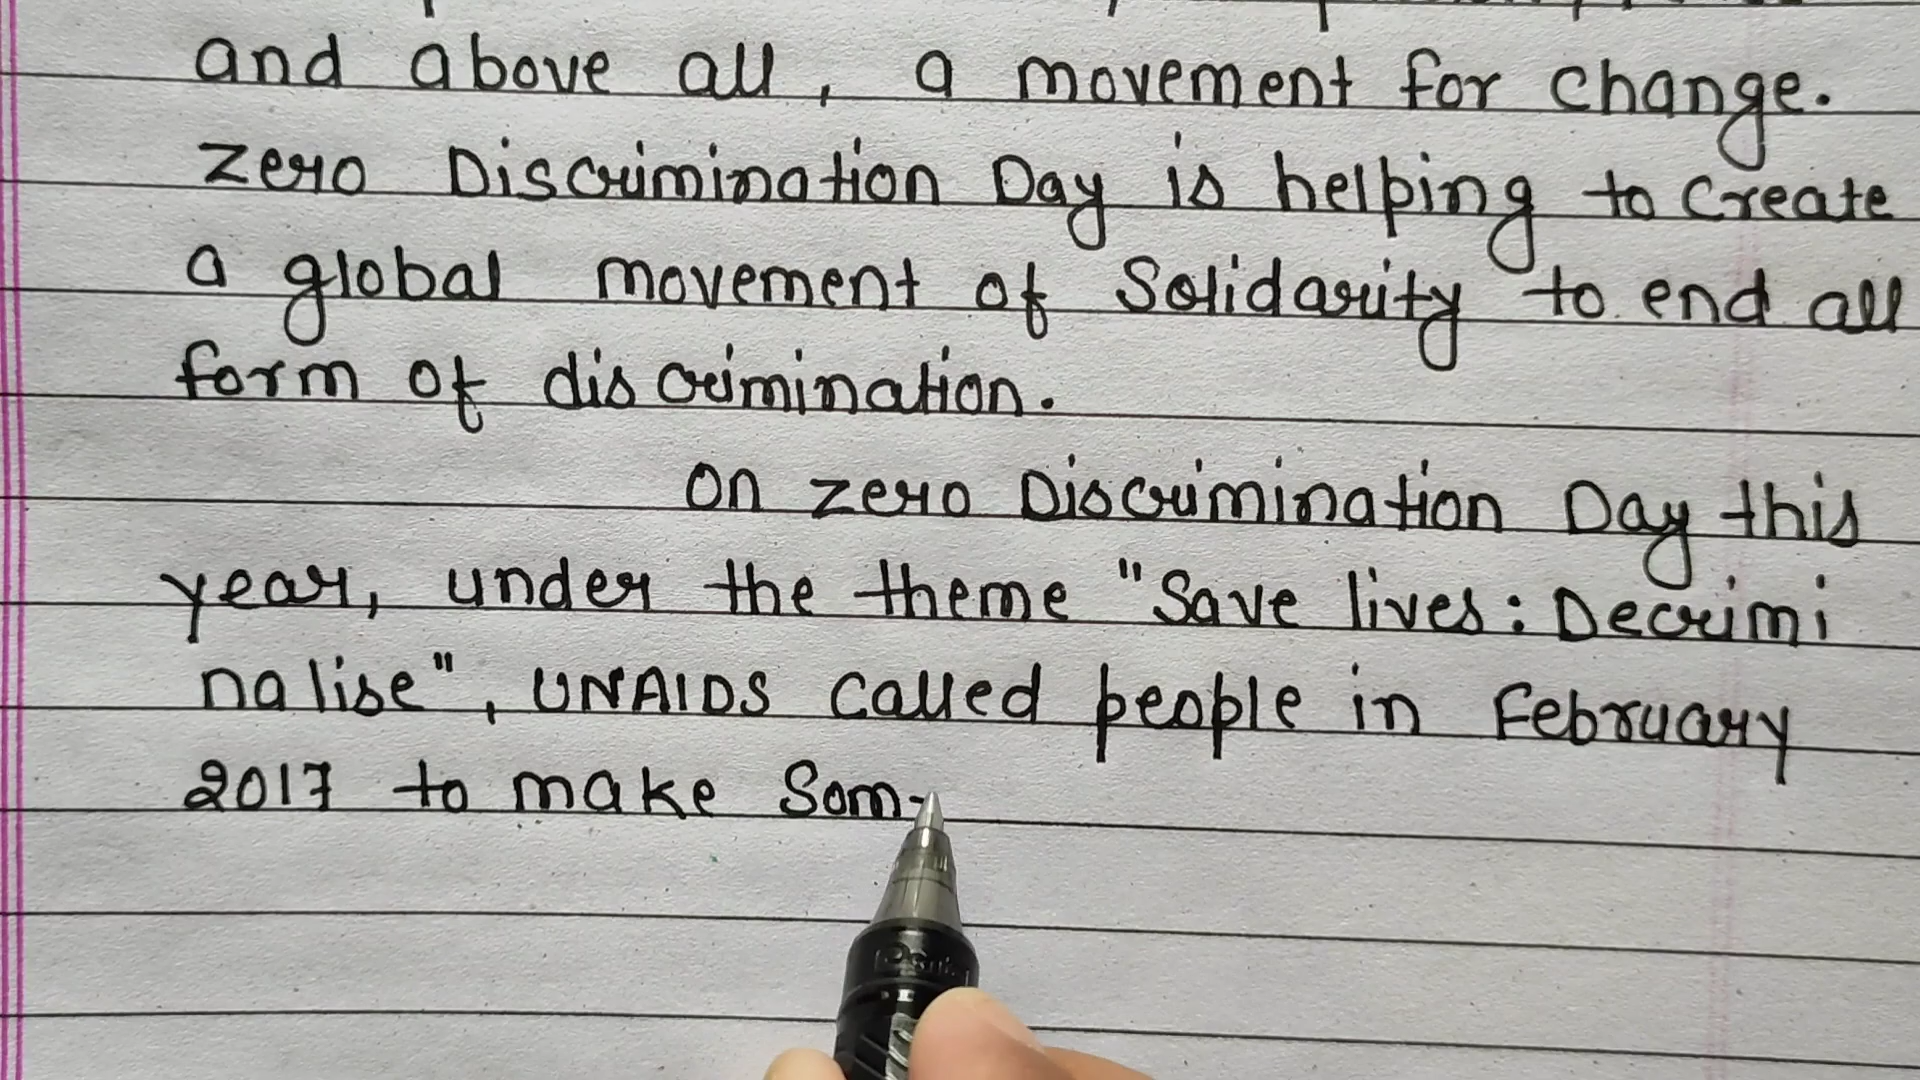 and above all, a movement for change.
Zero Discrimination Day is helping to create
a global movement of Solidarity to end all
form of discrimination.
On Zero Discrimination Day this
year, under the theme "Save lives: Decrimi
nalise", UNAIDS called people in February
2017 to make Som